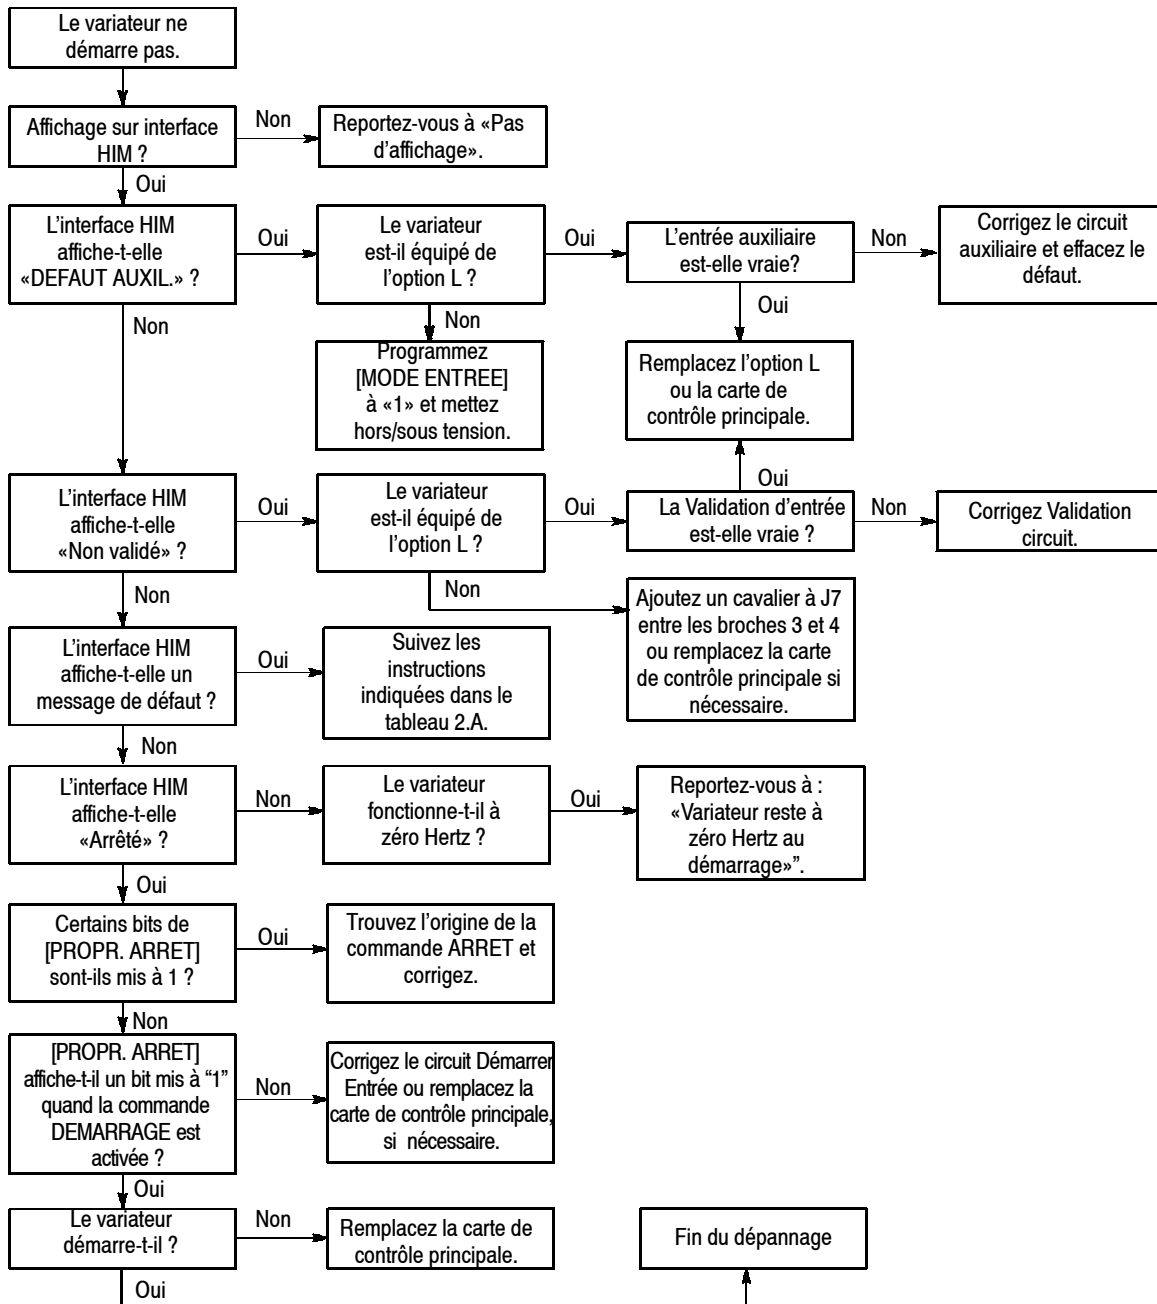 Le variateur ne
démarre pas.
Affichage sur interface
HIM ?
Non
Reportez-vous à «Pas
d’affichage».
Oui
L’interface HIM
affiche-t-elle
«DEFAUT AUXIL.» ?
Oui
Le variateur
est-il équipé de
l’option L ?
Oui
L’entrée auxiliaire
est-elle vraie?
Non
Corrigez le circuit
auxiliaire et effacez le
défaut.
Non
Non
Oui
Programmez
[MODE ENTREE]
à «1» et mettez
hors/sous tension.
Remplacez l’option L
ou la carte de
contrôle principale.
L’interface HIM
affiche-t-elle
«Non validé» ?
Oui
Le variateur
est-il équipé de
l’option L ?
Oui
Oui
La Validation d’entrée
est-elle vraie ?
Non
Corrigez Validation
circuit.
Non
Non
Ajoutez un cavalier à J7
entre les broches 3 et 4
ou remplacez la carte
de contrôle principale si
nécessaire.
L’interface HIM
affiche-t-elle un
message de défaut ?
Oui
Suivez les
instructions
indiquées dans le
tableau 2.A.
Non
L’interface HIM
affiche-t-elle
«Arrêté» ?
Non
Le variateur
fonctionne-t-il à
zéro Hertz ?
Oui
Reportez-vous à :
«Variateur reste à
zéro Hertz au
démarrage»”.
Oui
Certains bits de
[PROPR. ARRET]
sont-ils mis à 1 ?
Oui
Trouvez l’origine de la
commande ARRET et
corrigez.
Non
[PROPR. ARRET]
affiche-t-il un bit mis à “1”
quand la commande
DEMARRAGE est
activée ?
Non
Corrigez le circuit Démarrer
Entrée ou remplacez la
carte de contrôle principale,
si nécessaire.
Oui
Le variateur
démarre-t-il ?
Non
Remplacez la carte de
contrôle principale.
Fin du dépannage
Oui